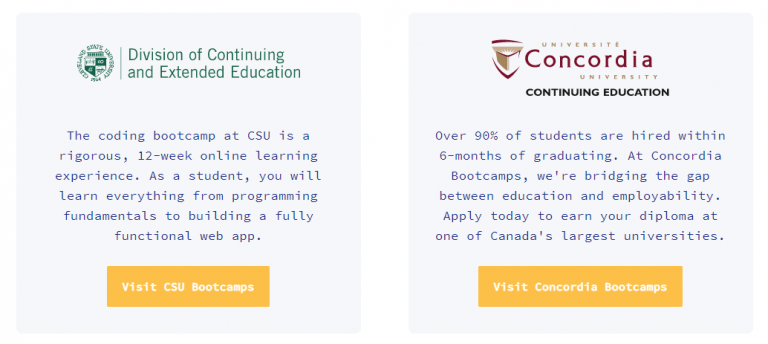 CLEVELAND STATE UNIVERSITY
1964
Division of Continuing
and Extended Education
The coding bootcamp at CSU is a
rigorous, 12-week online learning
experience. As a student, you will
learn everything from programming
fundamentals to building a fully
functional web app.
Visit CSU Bootcamps
UNIVERSITÉ
Concordia
UNIVERSITY
CONTINUING EDUCATION
Over 90% of students are hired within
6-months of graduating. At Concordia
Bootcamps, we're bridging the gap
between education and employability.
Apply today to earn your diploma at
one of Canada's largest universities.
Visit Concordia Bootcamps